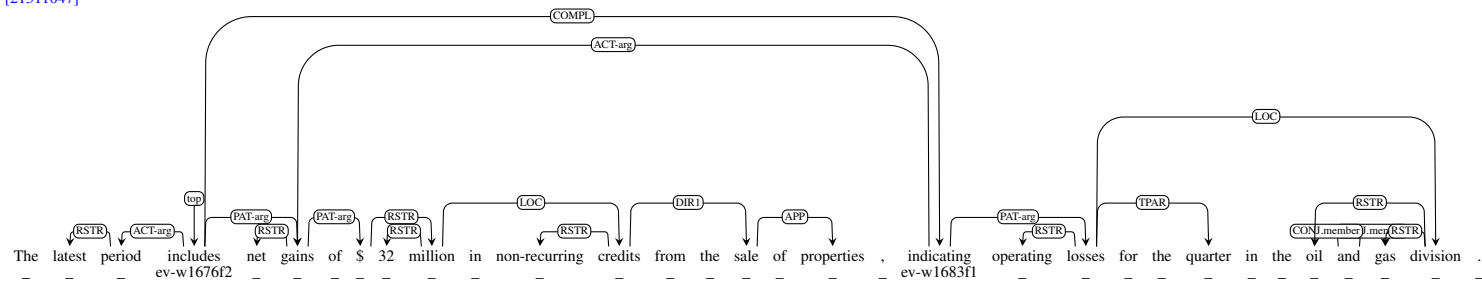 [21511047]
COMPL
ACT-arg
LOC
top
LOC DIR1 TPAR RSTR
PAT-arg PAT-arg RSTR APP PAT-arg
RSTR ACT-arg RSTR RSTR RSTR RSTR CONJ.member J.mem RSTR
The latest period includes net gains of $ 32 million in non-recurring credits from the sale of properties , indicating operating losses for the quarter in the oil and gas division .
_ _ _ ev-w1676f2 _ _ _ _ _ _ _ _ _ _ _ _ _ _ _ ev-w1683f1 _ _ _ _ _ _ _ _ _ _ _ _